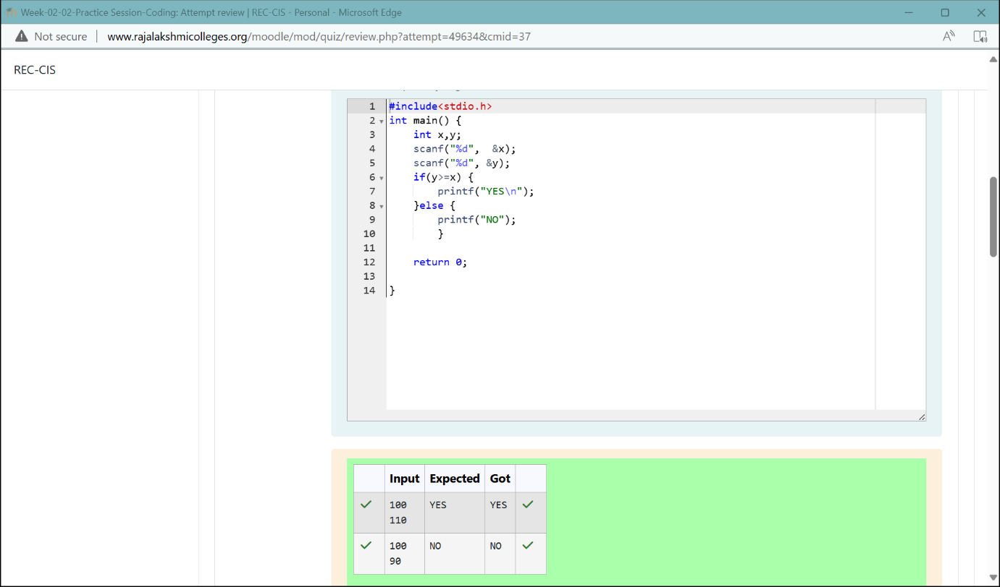 Week-02-02-Practice Session-Coding: Attempt review | REC-CIS - Personal - Microsoft Edge
Not secure | www.rajalakshmicolleges.org/moodle/mod/quiz/review.php?attempt=49634&cmid=37
REC-CIS
1 #include<stdio.h>
2 int main() {
3     int x,y;
4     scanf("%d",  &x);
5     scanf("%d", &y);
6     if(y>=x) {
7         printf("YES\n");
8     }else {
9         printf("NO");
10         }
11
12     return 0;
13
14 }
Input Expected Got
100 YES YES
110
100 NO NO
90